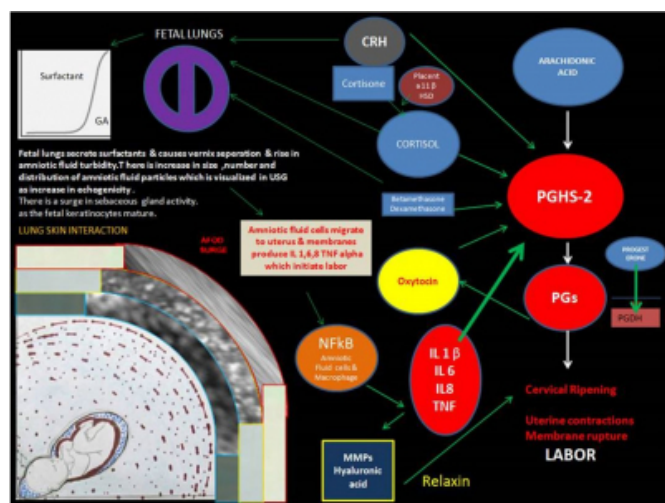 FETAL LUNGS
Surfactant
GA
CRH
Cortisone
Placent
a 11 β
HSD
CORTISOL
Betamethasone
Dexamethasone
ARACHIDONIC
ACID
PGHS-2
PGs
PROGEST
ERONE
PGDH
Fetal lungs secrete surfactants & causes vernix seperation & rise in
amniotic fluid turbidity.T here is increase in size ,number and
distribution of amniotic fluid particles which is visualized in USG
as increase in echogenicity .
There is a surge in sebaceous gland activity.
as the fetal keratinocytes mature.
LUNG SKIN INTERACTION
AFOD
SURGE
Amniotic fluid cells migrate
to uterus & membranes
produce IL 1,6,8 TNF alpha
which initiate labor
Oxytocin
NFkB
Amniotic
Fluid cells &
Macrophage
IL 1 β
IL 6
IL8
TNF
MMPs
Hyaluronic
acid
Relaxin
Cervical Ripening
Uterine contractions
Membrane rupture
LABOR